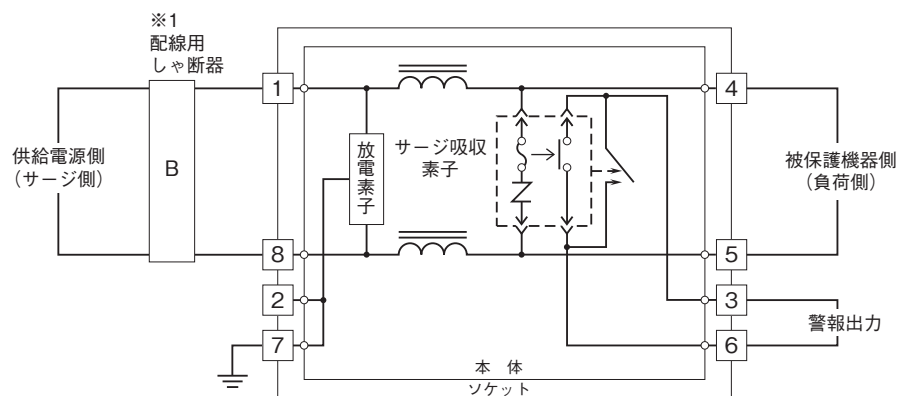 ※1
配線用
しゃ断器
1
4
供給電源側
(サージ側)
B
放電素子
サージ吸収
素子
被保護機器側
(負荷側)
8
5
2
3
警報出力
7
6
本 体
ソケット